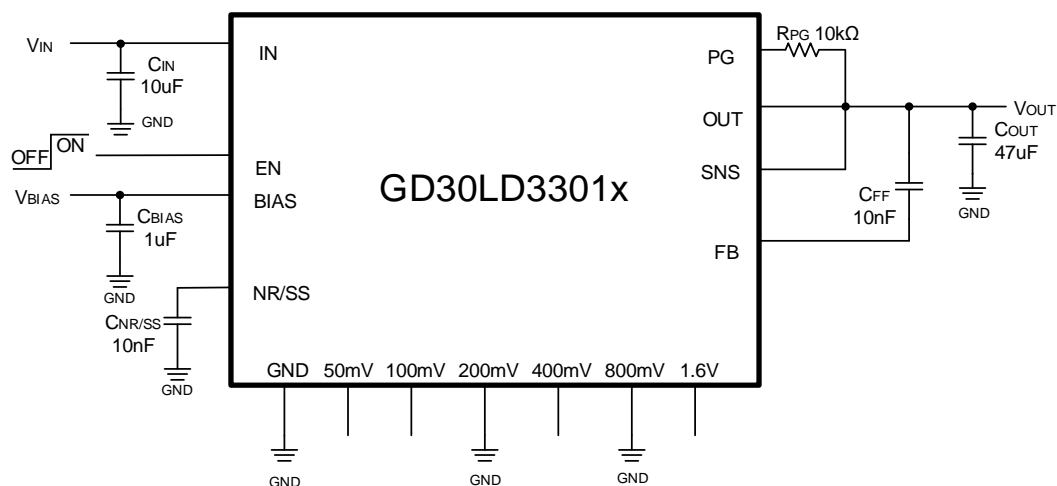 VIN
CIN
10uF
GND
OFF
ON
VBIAS
CBIAS
1uF
GND
CNR/SS
10nF
GND
IN
EN
BIAS
NR/SS
GD30LD3301x
PG
OUT
SNS
FB
RPG 10kΩ
VOUT
COUT
47uF
GND
CFF
10nF
GND 50mV 100mV 200mV 400mV 800mV 1.6V
GND
GND
GND